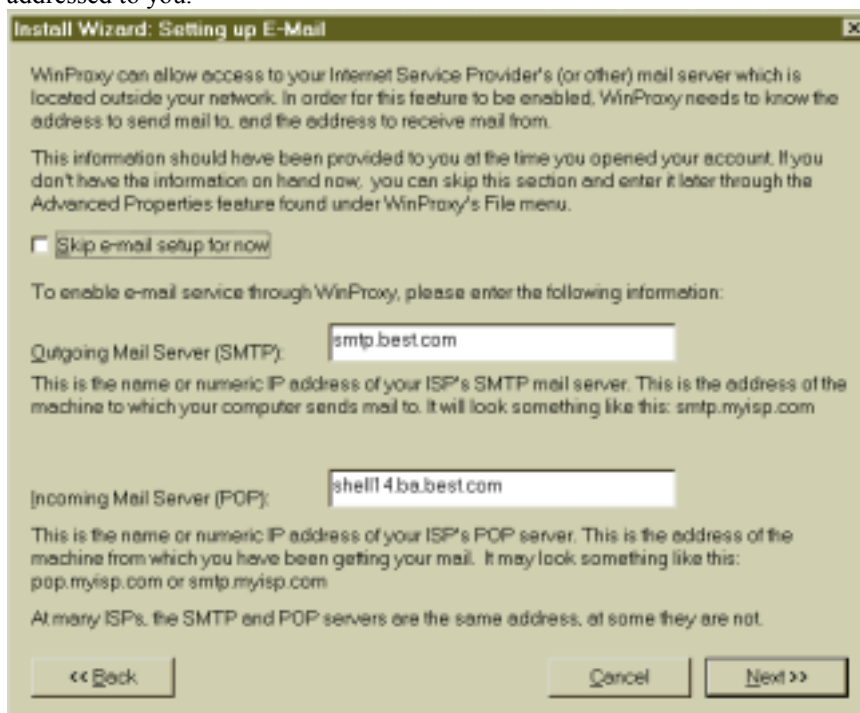 addressed to you.
Install Wizard: Setting up E-Mail
WinProxy can allow access to your Internet Service Provider's (or other) mail server which is
located outside your network. In order for this feature to be enabled, WinProxy needs to know the
address to send mail to, and the address to receive mail from.
This information should have been provided to you at the time you opened your account. If you
don't have the information on hand now, you can skip this section and enter it later through the
Advanced Properties feature found under WinProxy's File menu.
Skip e-mail setup for now
To enable e-mail service through WinProxy, please enter the following information:
Outgoing Mail Server (SMTP): smtp.best.com
This is the name or numeric IP address of your ISP's SMTP mail server. This is the address of the
machine to which your computer sends mail to. It will look something like this: smtp.myisp.com
Incoming Mail Server (POP): shell14.ba.best.com
This is the name or numeric IP address of your ISP's POP server. This is the address of the
machine from which you have been getting your mail. It may look something like this:
pop.myisp.com or smtp.myisp.com
At many ISPs, the SMTP and POP servers are the same address, at some they are not.
<< Back Cancel Next >>